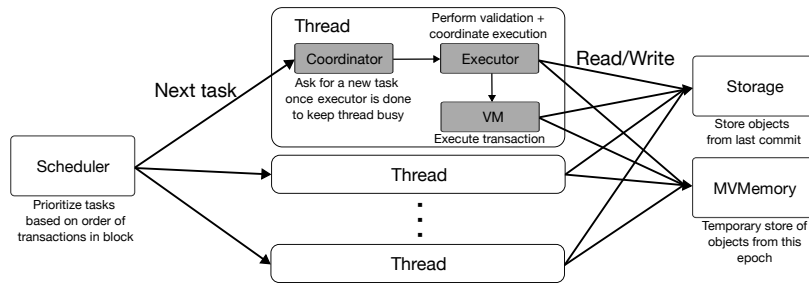 Thread
Perform validation +
coordinate execution
Coordinator
Executor
Ask for a new task
once executor is done
to keep thread busy
VM
Execute transaction
Next task
Read/Write
Scheduler
Prioritize tasks
based on order of
transactions in block
Thread
Thread
Storage
Store objects
from last commit
MVMemory
Temporary store of
objects from this
epoch